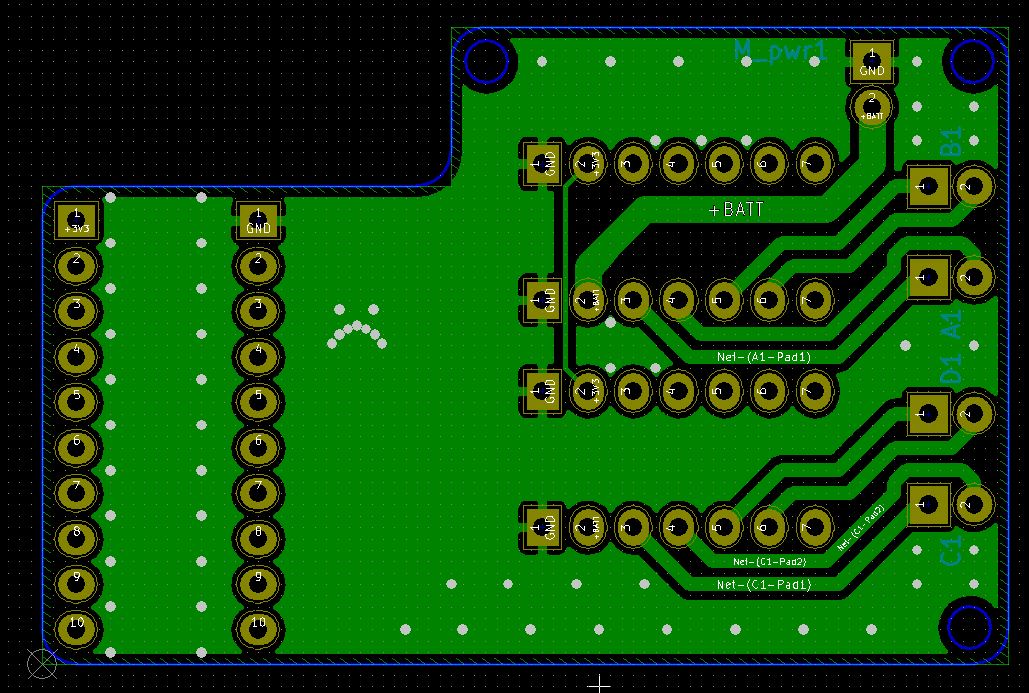 M_pwr1
1
GND
2
+BATT
B1
1 GND 2 +3V3 3 4 5 6 7
1 2
+BATT
1
+3V3
1
GND
2
2
3
3
4
4
5
5
6
6
7
7
8
8
9
9
10
10
1 2
1 GND 2 +BATT 3 4 5 6 7
A1
Net-(A1-Pad1)
D1
1 GND 2 +3V3 3 4 5 6 7
1 2
1 2
1 GND 2 +BATT 3 4 5 6 7
Net-(C1-Pad2)
C1
Net-(C1-Pad2)
Net-(C1-Pad1)